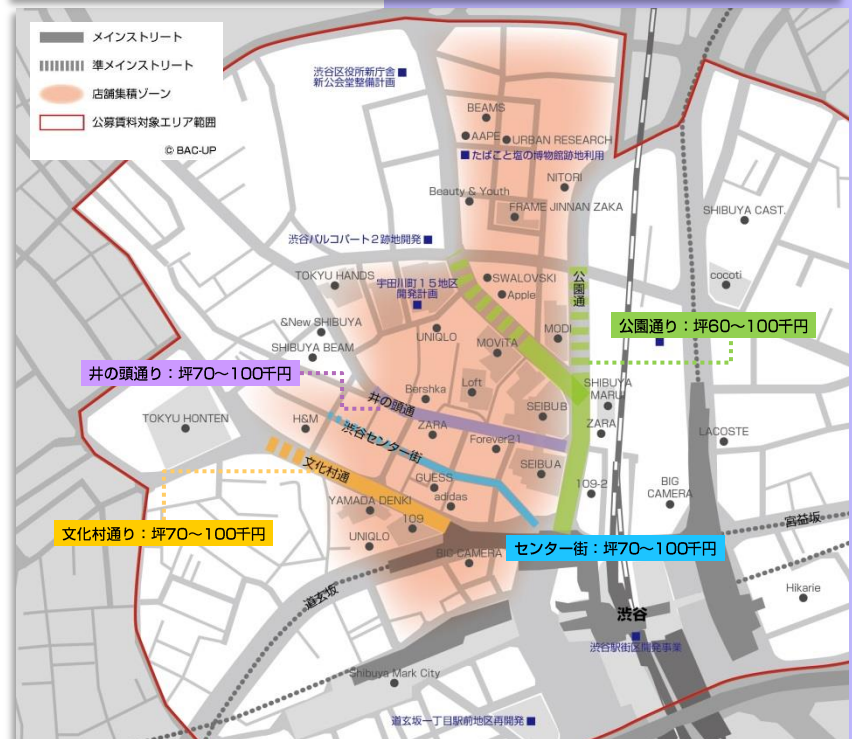 メインストリート
準メインストリート
店舗集積ゾーン
公募賃料対象エリア範囲
© BAC-UP
渋谷区役所新庁舎
新公会堂整備計画
BEAMS
AAPE
URBAN RESEARCH
たばこと塩の博物館跡地利用
NITORI
Beauty & Youth
FRAME JINNAN ZAKA
SHIBUYA CAST.
渋谷パルコパート2跡地開発
TOKYU HANDS
宇田川町15地区
開発計画
SWALOVSKI
Apple
公園通
cocoti
&New SHIBUYA
UNIQLO
MODI
公園通り:坪60~100千円
SHIBUYA BEAM
MOViTA
井の頭通り:坪70~100千円
Bershka
Loft
SHIBUYA
MARUI
井の頭通
SEIBU B
TOKYU HONTEN
H&M
渋谷センター街
ZARA
ZARA
LACOSTE
Forever21
文化村通
SEIBU A
GUESS
adidas
109-2
BIG
CAMERA
YAMADA DENKI
109
宮益坂
文化村通り:坪70~100千円
UNIQLO
BIC CAMERA
センター街:坪70~100千円
道玄坂
Hikarie
渋谷
渋谷駅街区開発事業
Shibuya Mark City
道玄坂一丁目駅前地区再開発